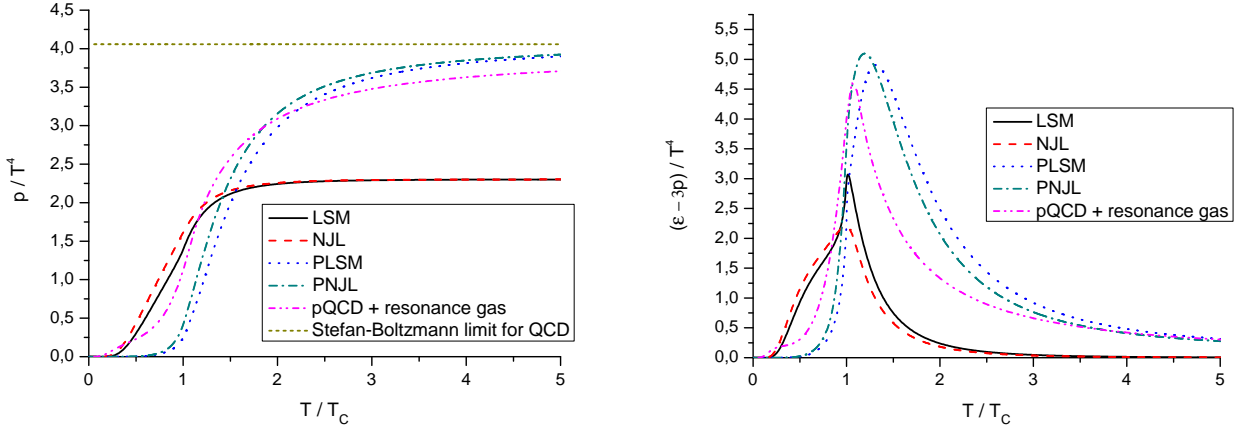 p / T⁴
4,5
4,0
3,5
3,0
2,5
2,0
1,5
1,0
0,5
0,0
0
1
2
3
4
5
T / T_C
LSM
NJL
PLSM
PNJL
pQCD + resonance gas
Stefan-Boltzmann limit for QCD
(ε − 3p) / T⁴
5,5
5,0
4,5
4,0
3,5
3,0
2,5
2,0
1,5
1,0
0,5
0,0
0
1
2
3
4
5
T / T_C
LSM
NJL
PLSM
PNJL
pQCD + resonance gas